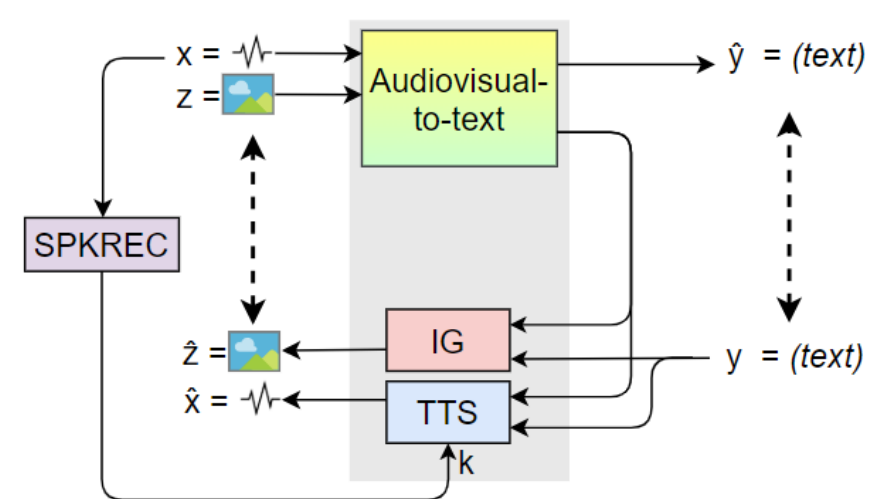 x =
z =
Audiovisual-
to-text
ŷ = (text)
SPKREC
ẑ =
IG
y = (text)
x̂ =
TTS
k